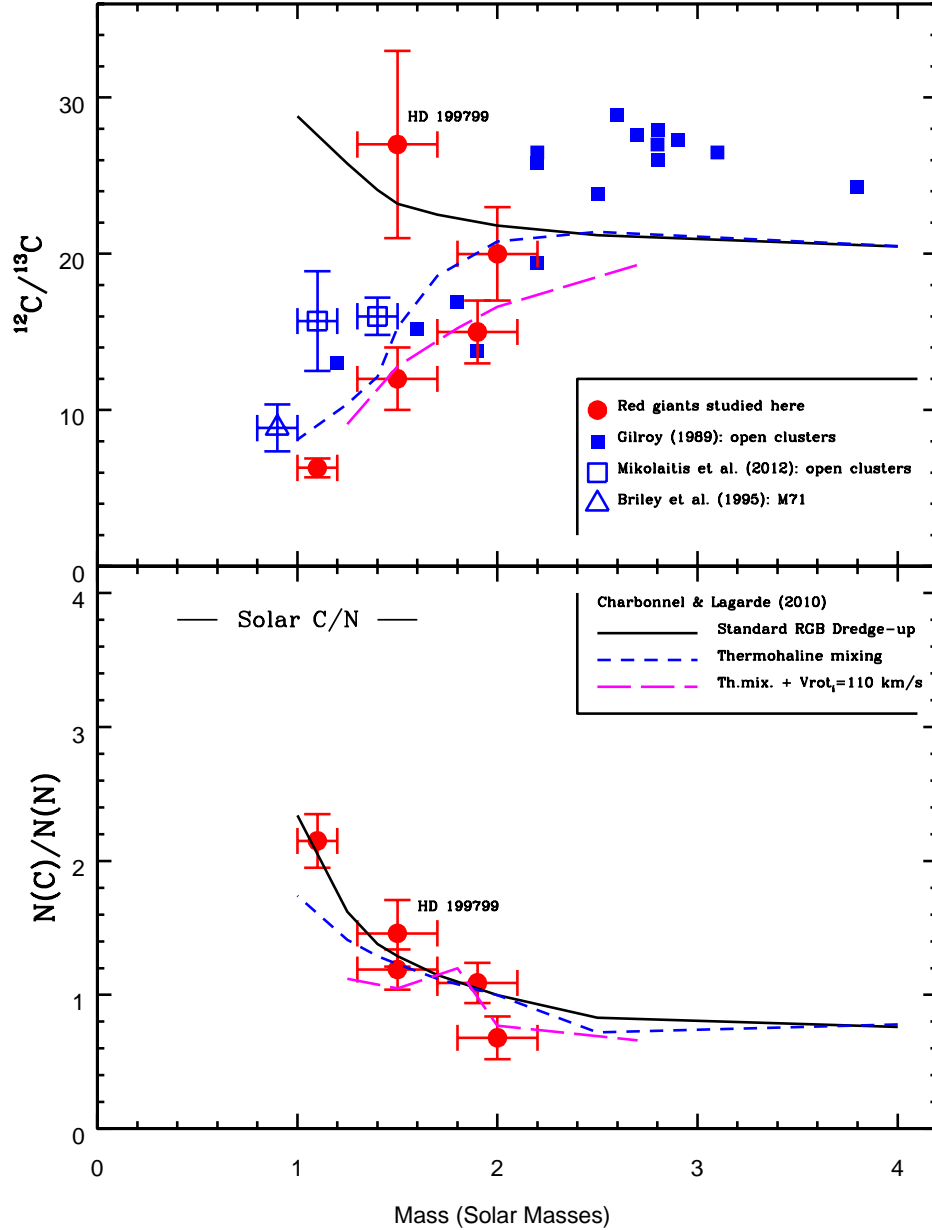 30
20
10
0
12C/13C
HD 199799
Red giants studied here
Gilroy (1989): open clusters
Mikolaitis et al. (2012): open clusters
Briley et al. (1995): M71
4
3
2
1
0
N(C)/N(N)
Solar C/N
Charbonnel & Lagarde (2010)
Standard RGB Dredge-up
Thermohaline mixing
Th.mix. + Vroti=110 km/s
HD 199799
0 1 2 3 4
Mass (Solar Masses)